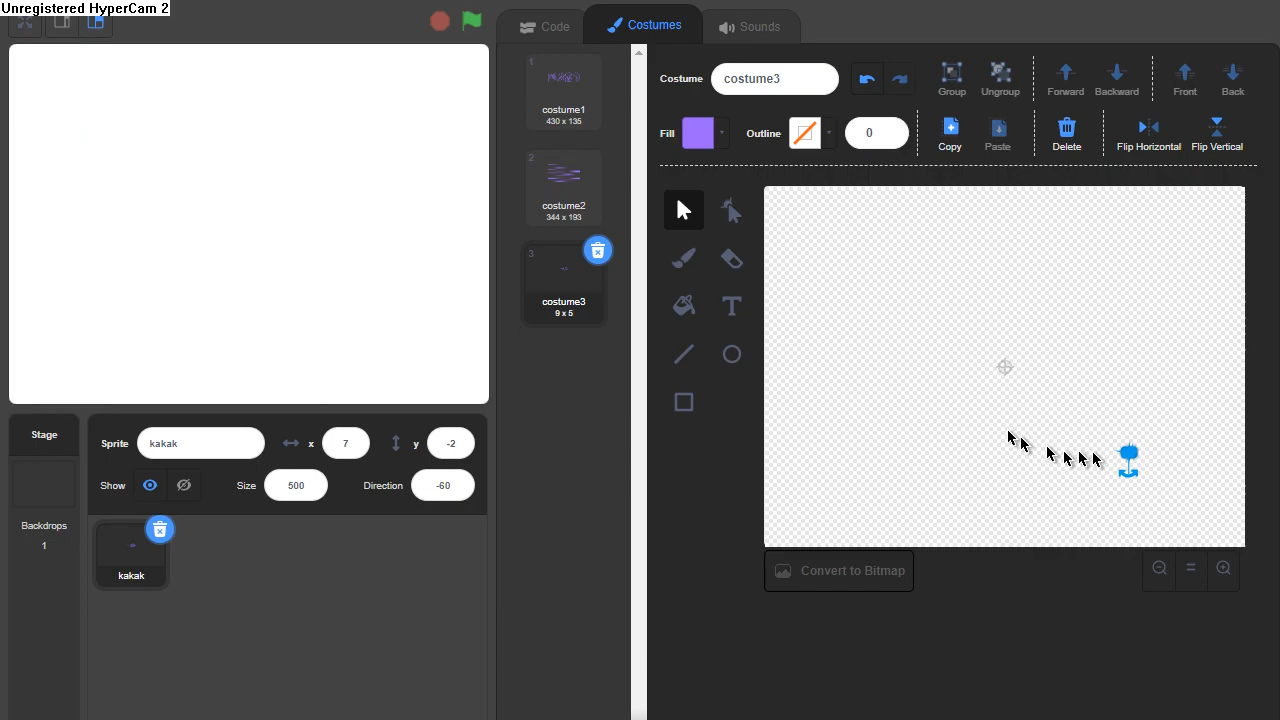 Unregistered HyperCam 2
Code
Costumes
Sounds
1
costume1
430 x 135
2
costume2
344 x 193
3
costume3
9 x 5
Costume
costume3
Group
Ungroup
Forward
Backward
Front
Back
Fill
Outline
0
Copy
Paste
Delete
Flip Horizontal
Flip Vertical
T
Convert to Bitmap
Stage
Backdrops
1
Sprite
kakak
x
7
y
-2
Show
Size
500
Direction
-60
kakak